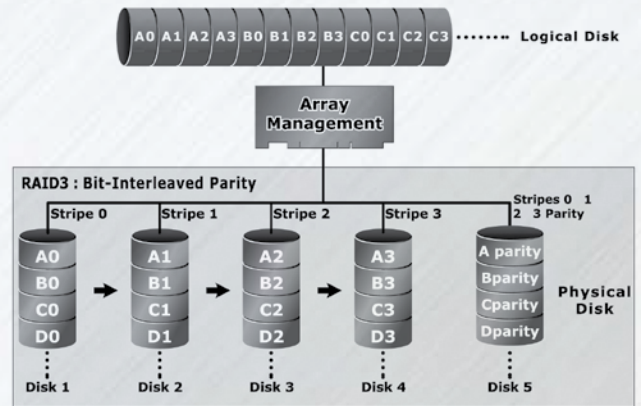 A0 A1 A2 A3 B0 B1 B2 B3 C0 C1 C2 C3 Logical Disk
Array
Management
RAID3 : Bit-Interleaved Parity
Stripe 0 Stripe 1 Stripe 2 Stripe 3 Stripes 0 1
2 3 Parity
A0 A1 A2 A3 A parity
B0 B1 B2 B3 Bparity
C0 C1 C2 C3 Cparity
D0 D1 D2 D3 Dparity
Physical
Disk
Disk 1 Disk 2 Disk 3 Disk 4 Disk 5